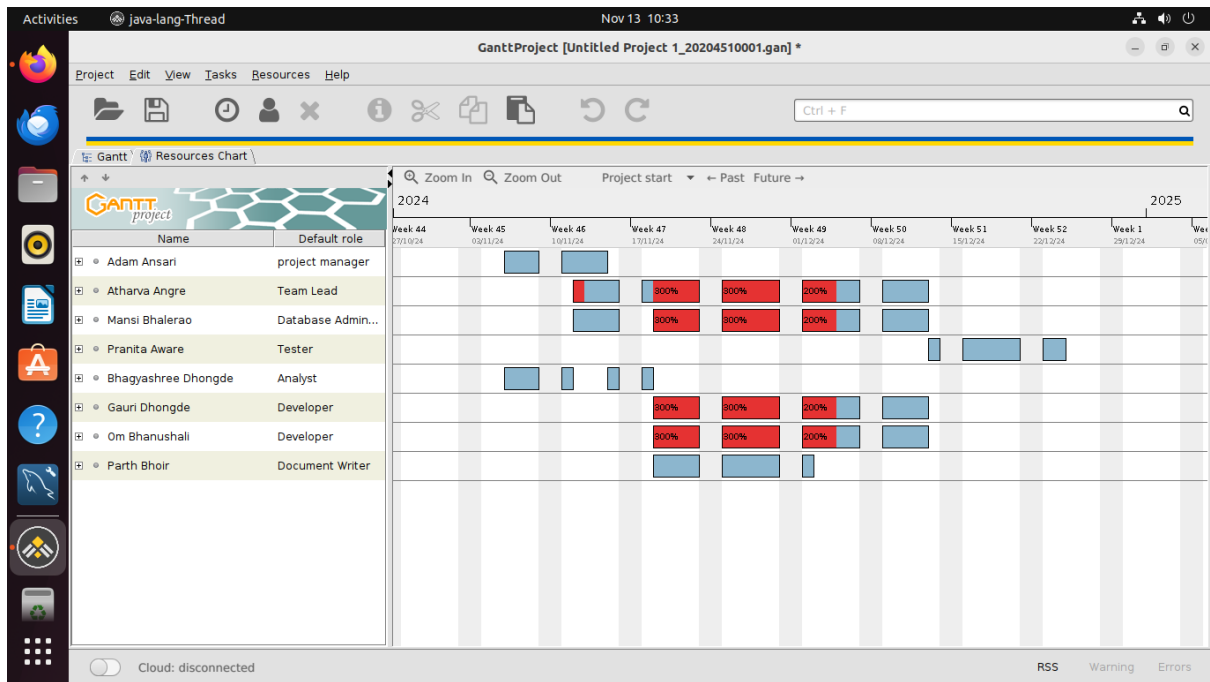 Activities java-lang-Thread Nov 13 10:33
GanttProject [Untitled Project 1_20204510001.gan] *
Project Edit View Tasks Resources Help
Ctrl + F
Gantt Resources Chart
Zoom In Zoom Out Project start ← Past Future →
GANTT project
2024 2025
Name Default role
Week 44 Week 45 Week 46 Week 47 Week 48 Week 49 Week 50 Week 51 Week 52 Week 1
27/10/24 03/11/24 10/11/24 17/11/24 24/11/24 01/12/24 08/12/24 15/12/24 22/12/24 29/12/24
Adam Ansari project manager
Atharva Angre Team Lead 300% 300% 200%
Mansi Bhalerao Database Admin... 300% 300% 200%
Pranita Aware Tester
Bhagyashree Dhongde Analyst
Gauri Dhongde Developer 300% 300% 200%
Om Bhanushali Developer 300% 300% 200%
Parth Bhoir Document Writer
Cloud: disconnected RSS Warning Errors